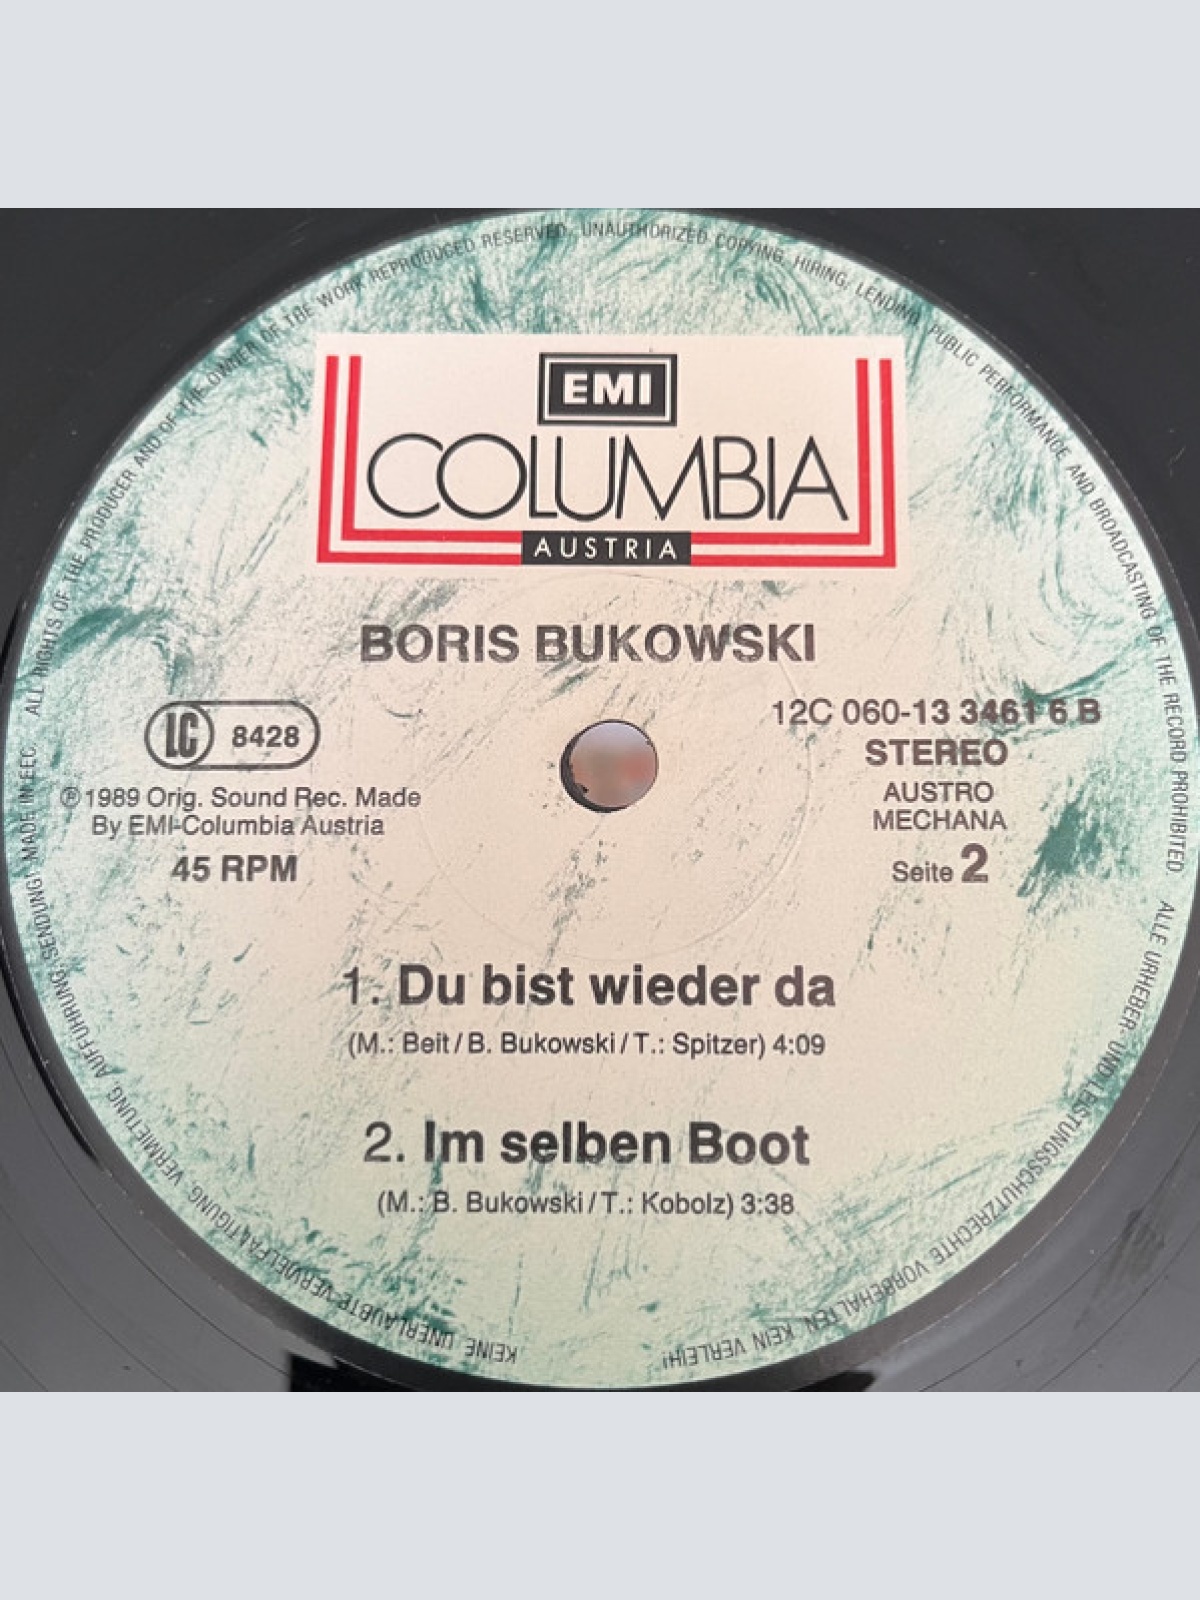 EMI
COLUMBIA
AUSTRIA
BORIS BUKOWSKI
LC 8428
12C 060-13 3461 6 B
STEREO
AUSTRO
MECHANA
Seite 2
℗1989 Orig. Sound Rec. Made
By EMI-Columbia Austria
45 RPM
1. Du bist wieder da
(M.: Beit / B. Bukowski / T.: Spitzer) 4:09
2. Im selben Boot
(M.: B. Bukowski / T.: Kobolz) 3:38
ALL RIGHTS OF THE PRODUCER AND OF THE OWNER OF THE WORK REPRODUCED RESERVED. UNAUTHORIZED COPYING, HIRING, LENDING, PUBLIC PERFORMANCE AND BROADCASTING OF THE RECORD PROHIBITED.
ALLE URHEBER- UND LEISTUNGSSCHUTZRECHTE VORBEHALTEN. KEIN VERLEIH!
KEINE UNERLAUBTE VERVIELFÄLTIGUNG, VERMIETUNG, AUFFÜHRUNG, SENDUNG! MADE IN EEC